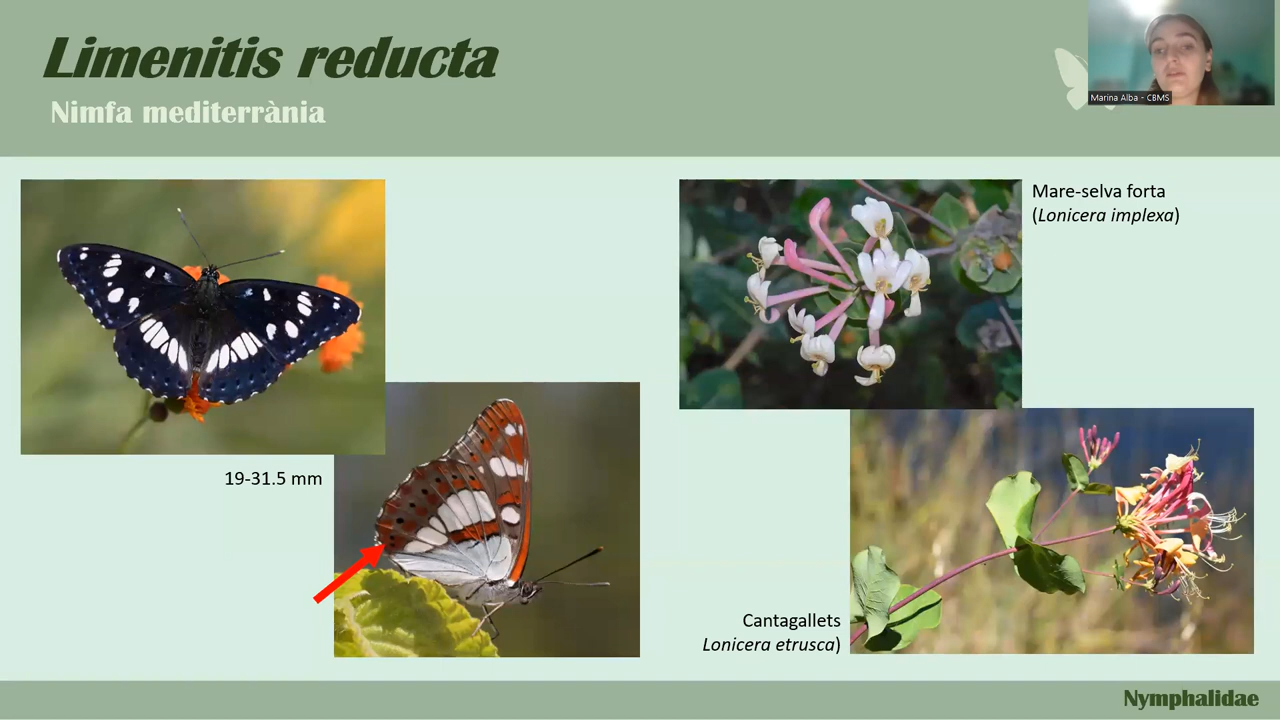 Limenitis reducta
Nimfa mediterrània
Marina Alba - CBMS
Mare-selva forta
(Lonicera implexa)
19-31.5 mm
Cantagallets
Lonicera etrusca)
Nymphalidae